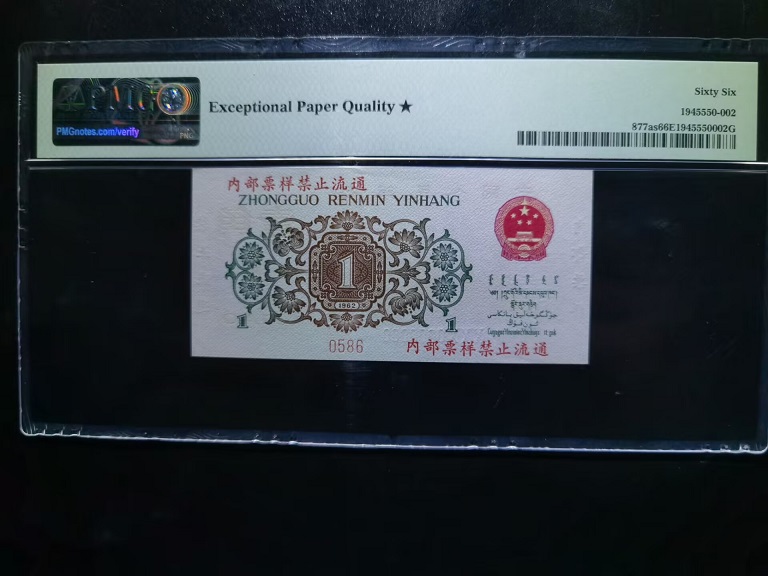 PMG
PMGnotes.com/verify
Exceptional Paper Quality ★
Sixty Six
1945550-002
877as66E1945550002G
内部票样禁止流通
ZHONGGUO RENMIN YINHANG
1
(1962)
1
1
0586
内部票样禁止流通